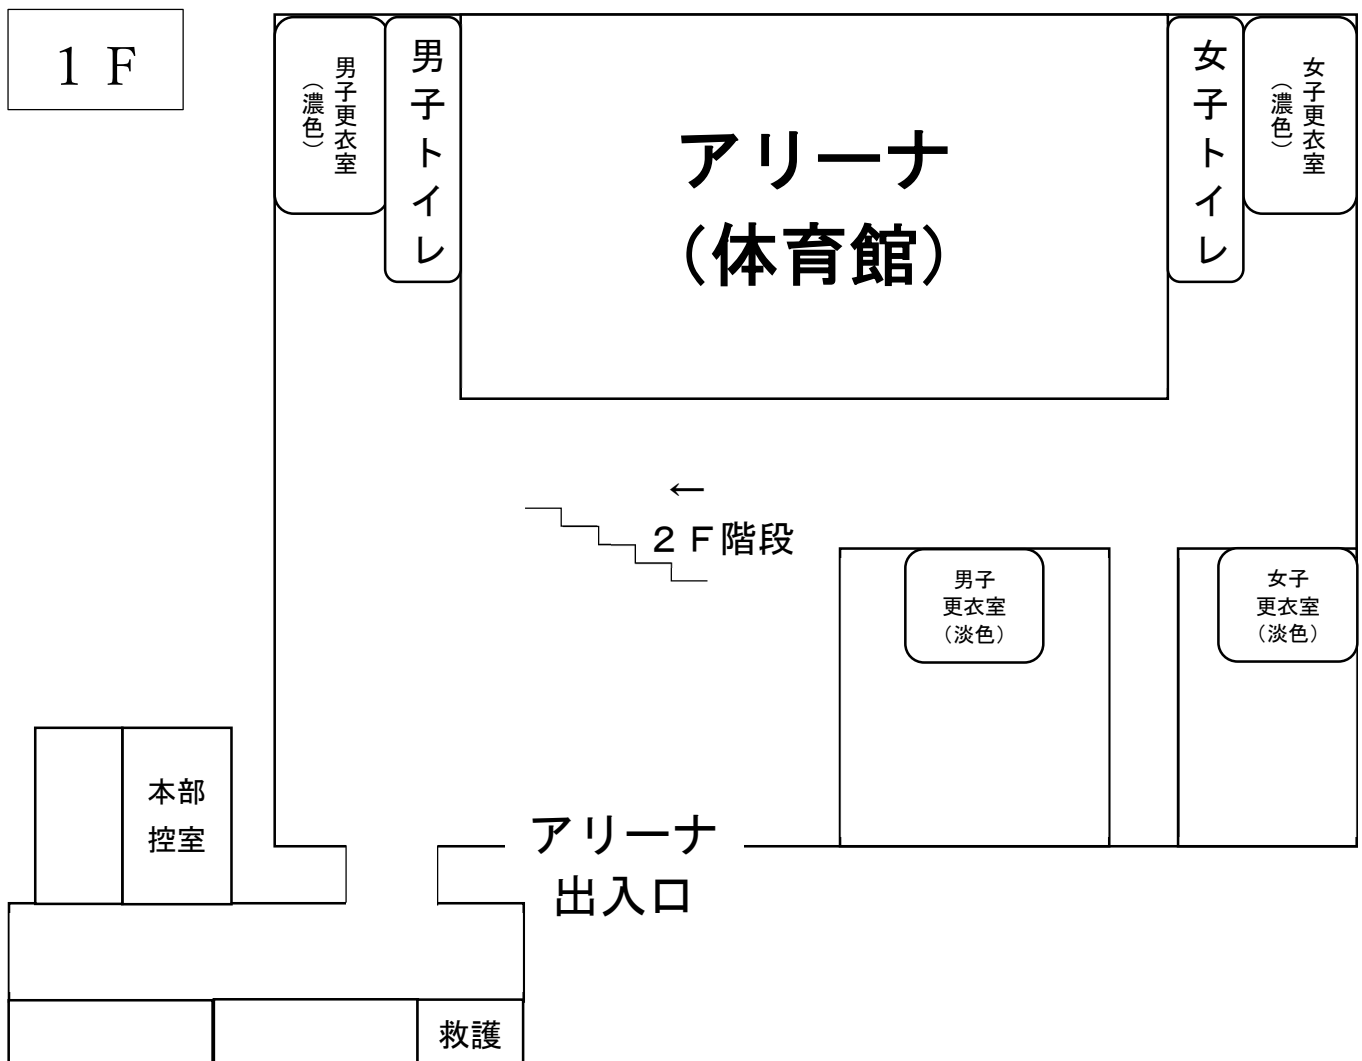 １Ｆ
男子更衣室
（濃色）
男子トイレ
アリーナ
（体育館）
女子トイレ
女子更衣室
（濃色）
←
２Ｆ階段
男子
更衣室
（淡色）
女子
更衣室
（淡色）
本部
控室
アリーナ
出入口
救護